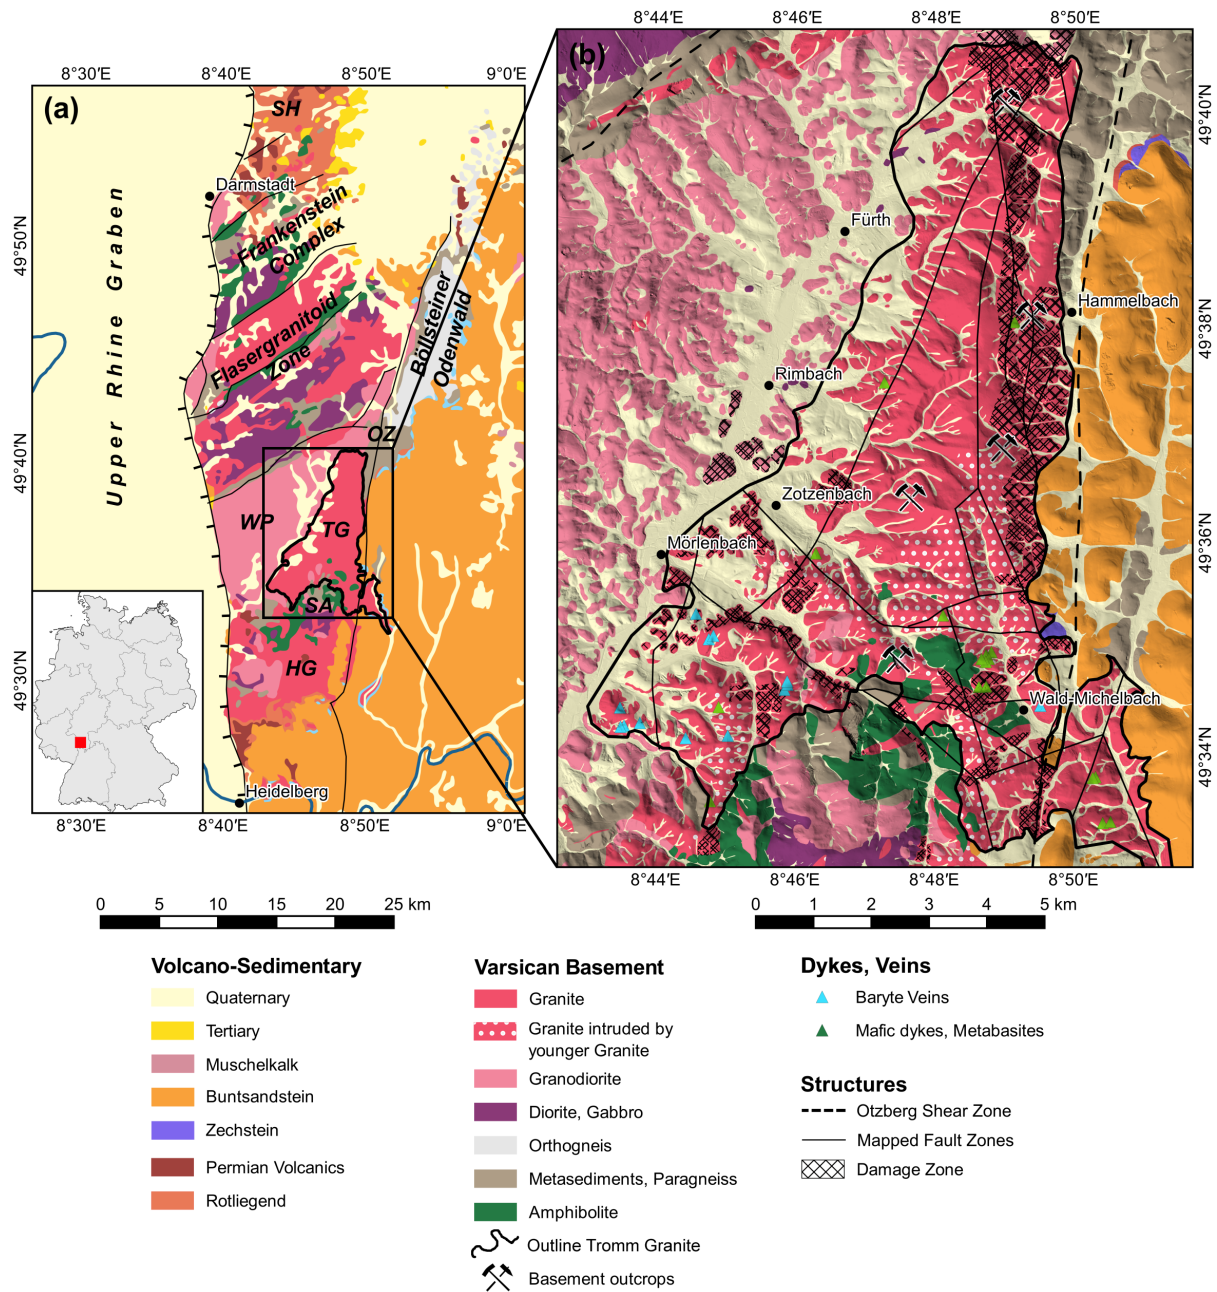 8°44'E 8°46'E 8°48'E 8°50'E
8°30'E 8°40'E 8°50'E 9°0'E
(a)
(b)
SH
Darmstadt
Frankenstein
Complex
Upper Rhine Graben
Flasergranitoid
Zone
Böllsteiner
Odenwald
OZ
WP
TG
SA
HG
Heidelberg
49°50'N
49°40'N
49°30'N
8°30'E 8°40'E 8°50'E 9°0'E
Fürth
Hammelbach
Rimbach
Zotzenbach
Mörlenbach
Wald-Michelbach
49°40'N
49°38'N
49°36'N
49°34'N
8°44'E 8°46'E 8°48'E 8°50'E
0 5 10 15 20 25 km
0 1 2 3 4 5 km
Volcano-Sedimentary
Quaternary
Tertiary
Muschelkalk
Buntsandstein
Zechstein
Permian Volcanics
Rotliegend
Varsican Basement
Granite
Granite intruded by
younger Granite
Granodiorite
Diorite, Gabbro
Orthogneis
Metasediments, Paragneiss
Amphibolite
Outline Tromm Granite
Basement outcrops
Dykes, Veins
Baryte Veins
Mafic dykes, Metabasites
Structures
Otzberg Shear Zone
Mapped Fault Zones
Damage Zone